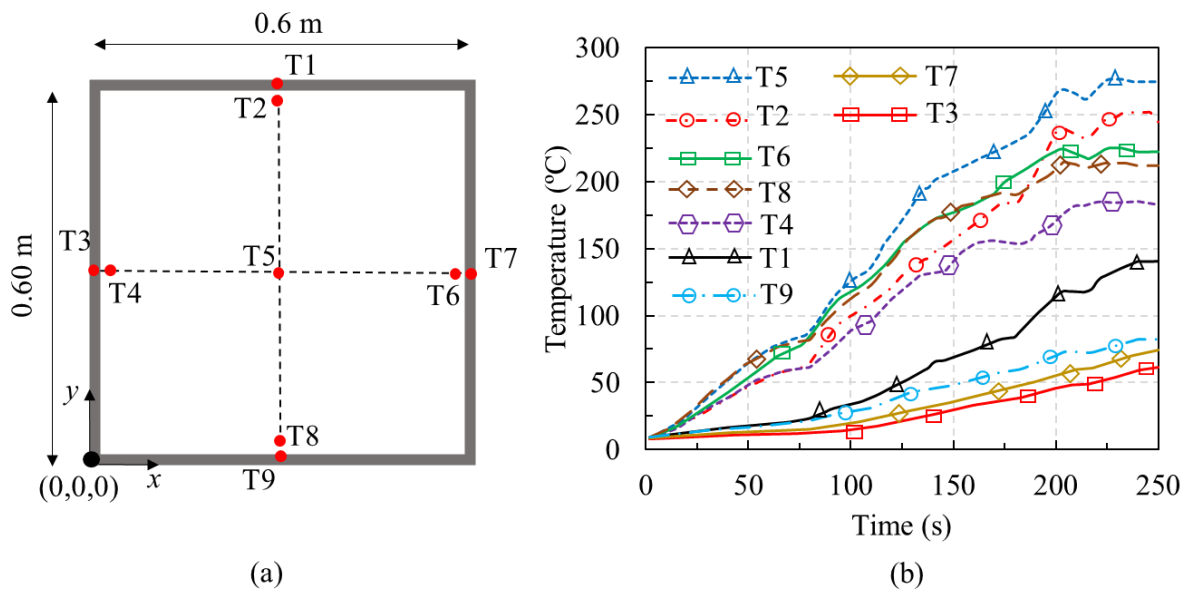 0.6 m
T1
T2
0.60 m
T3
T4
T5
T7
T6
y
T8
T9
(0,0,0)
x
(a)
Temperature (ºC)
300
250
200
150
100
50
0
T5
T7
T2
T3
T6
T8
T4
T1
T9
0 50 100 150 200 250
Time (s)
(b)